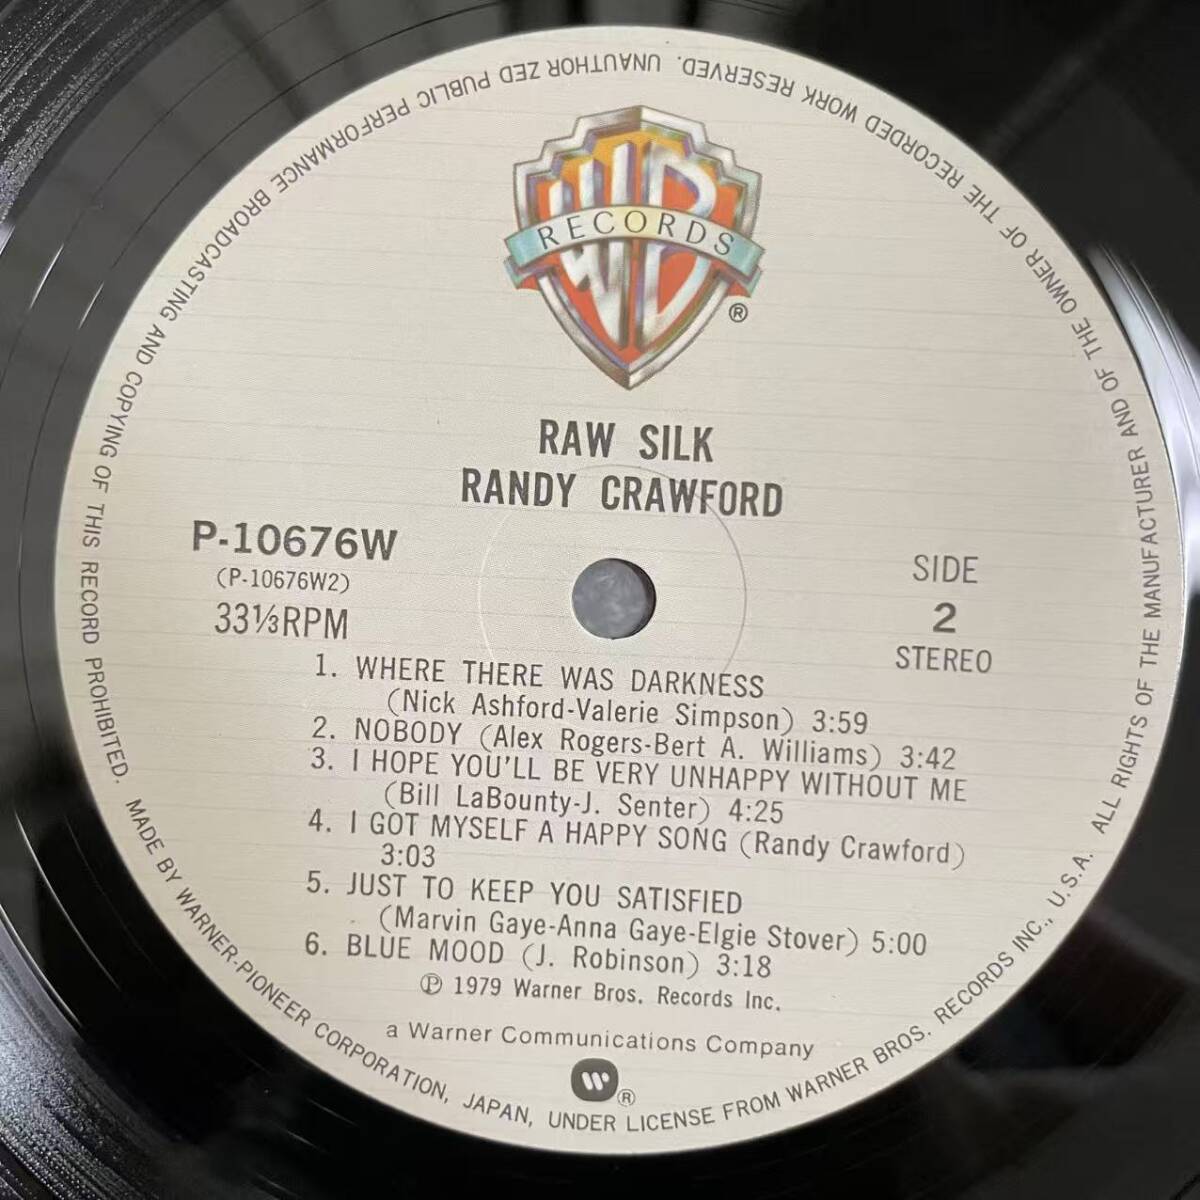 ALL RIGHTS OF THE MANUFACTURER AND OF THE OWNER OF THE RECORDED WORK RESERVED. UNAUTHOR ZED PUBLIC PERFORMANCE BROADCASTING AND COPYING OF THIS RECORD PROHIBITED.
WB
RECORDS
®
RAW SILK
RANDY CRAWFORD
P-10676W
(P-10676W2)
33⅓RPM
SIDE
2
STEREO
1. WHERE THERE WAS DARKNESS
(Nick Ashford-Valerie Simpson) 3:59
2. NOBODY (Alex Rogers-Bert A. Williams) 3:42
3. I HOPE YOU'LL BE VERY UNHAPPY WITHOUT ME
(Bill LaBounty-J. Senter) 4:25
4. I GOT MYSELF A HAPPY SONG (Randy Crawford)
3:03
5. JUST TO KEEP YOU SATISFIED
(Marvin Gaye-Anna Gaye-Elgie Stover) 5:00
6. BLUE MOOD (J. Robinson) 3:18
℗ 1979 Warner Bros. Records Inc.
a Warner Communications Company
W ®
MADE BY WARNER-PIONEER CORPORATION, JAPAN, UNDER LICENSE FROM WARNER BROS. RECORDS INC., U.S.A.